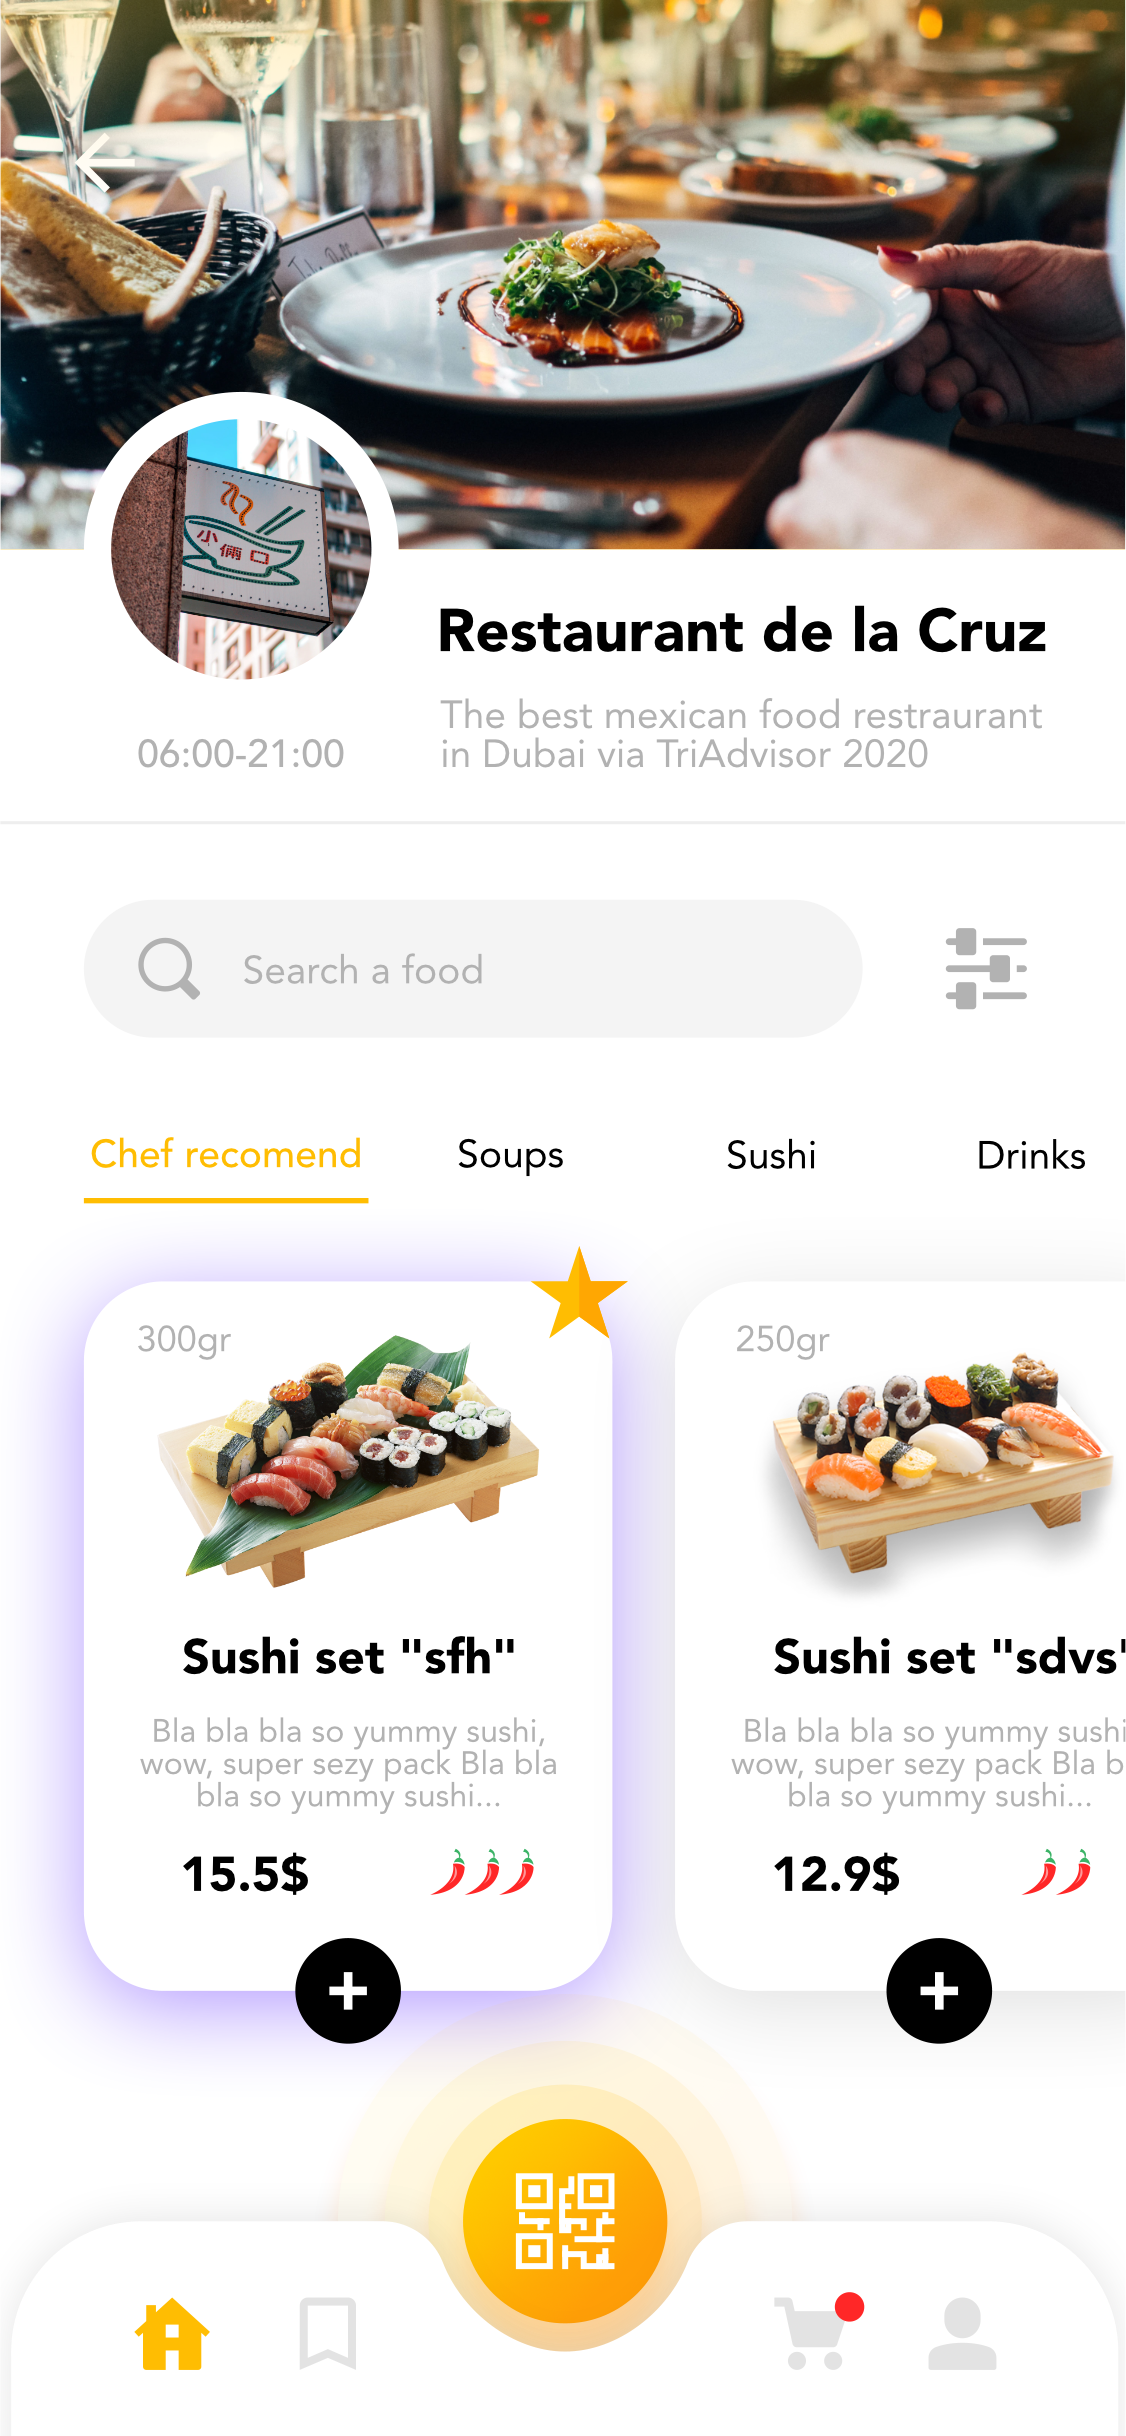 小倆口
Restaurant de la Cruz
The best mexican food restraurant
in Dubai via TriAdvisor 2020
06:00-21:00
Search a food
Chef recomend
Soups
Sushi
Drinks
300gr
Sushi set "sfh"
Bla bla bla so yummy sushi,
wow, super sezy pack Bla bla
bla so yummy sushi...
15.5$
250gr
Sushi set "sdvs"
Bla bla bla so yummy sushi
wow, super sezy pack Bla b
bla so yummy sushi...
12.9$